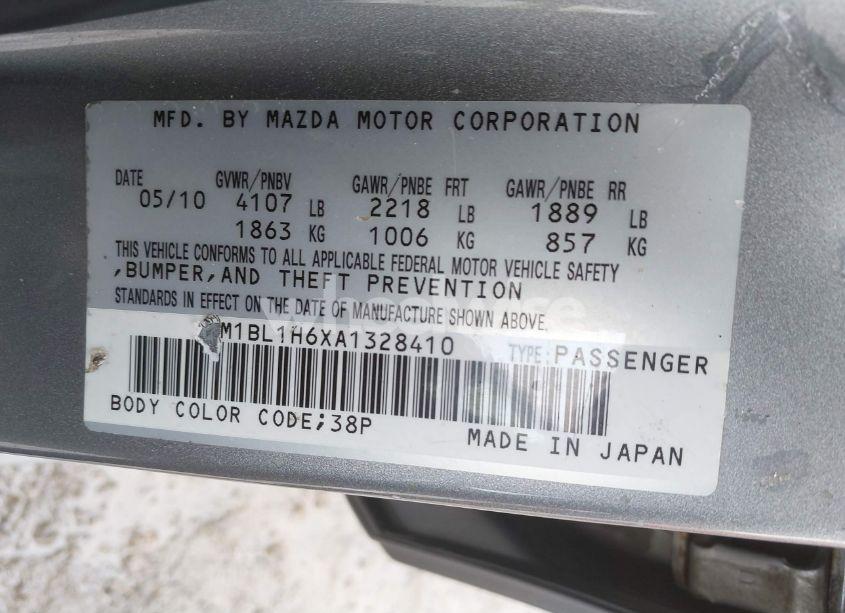 MFD. BY MAZDA MOTOR CORPORATION
DATE GVWR/PNBV GAWR/PNBE FRT GAWR/PNBE RR
05/10 4107 LB 2218 LB 1889 LB
1863 KG 1006 KG 857 KG
THIS VEHICLE CONFORMS TO ALL APPLICABLE FEDERAL MOTOR VEHICLE SAFETY
,BUMPER,AND THEFT PREVENTION
STANDARDS IN EFFECT ON THE DATE OF MANUFACTURE SHOWN ABOVE.
M1BL1H6XA1328410 TYPE:PASSENGER
BODY COLOR CODE;38P
MADE IN JAPAN